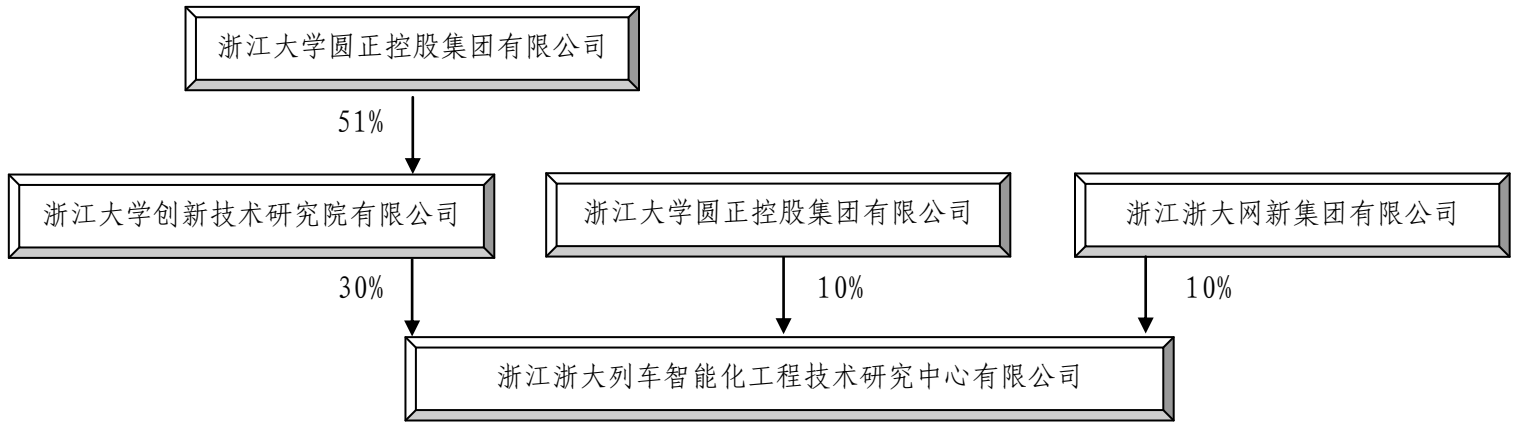 浙江大学圆正控股集团有限公司
51%
浙江大学创新技术研究院有限公司
浙江大学圆正控股集团有限公司
浙江浙大网新集团有限公司
30%
10%
10%
浙江浙大列车智能化工程技术研究中心有限公司